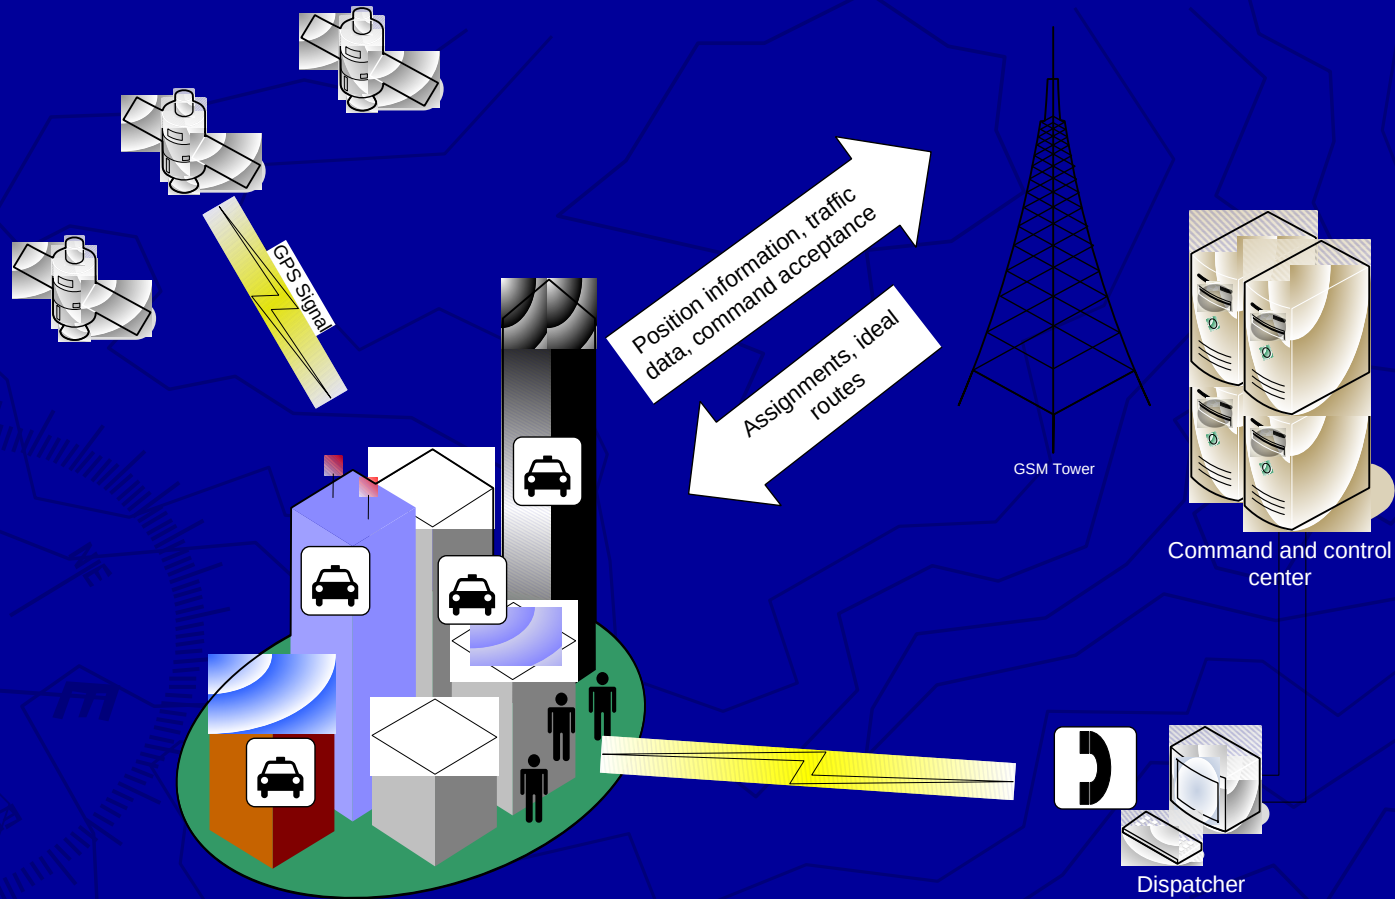 GPS Signal
Position information, traffic
data, command acceptance
Assignments, ideal
routes
GSM Tower
Command and control
center
Dispatcher